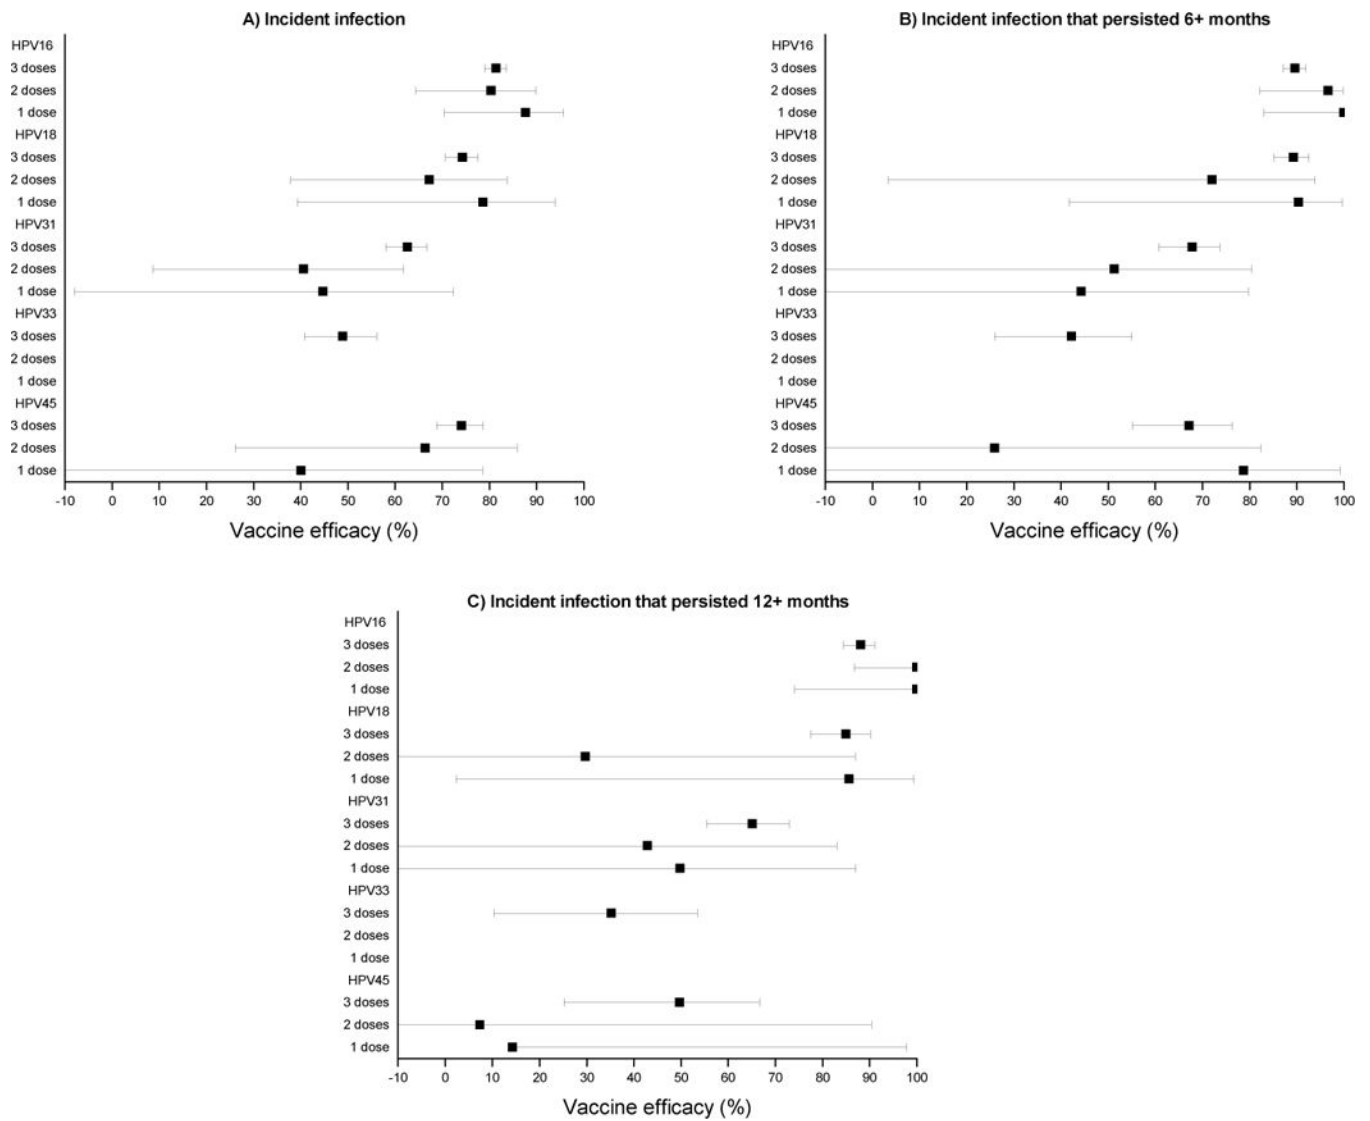 A) Incident infection
HPV16
3 doses
2 doses
1 dose
HPV18
3 doses
2 doses
1 dose
HPV31
3 doses
2 doses
1 dose
HPV33
3 doses
2 doses
1 dose
HPV45
3 doses
2 doses
1 dose
-10 0 10 20 30 40 50 60 70 80 90 100
Vaccine efficacy (%)
B) Incident infection that persisted 6+ months
HPV16
3 doses
2 doses
1 dose
HPV18
3 doses
2 doses
1 dose
HPV31
3 doses
2 doses
1 dose
HPV33
3 doses
2 doses
1 dose
HPV45
3 doses
2 doses
1 dose
-10 0 10 20 30 40 50 60 70 80 90 100
Vaccine efficacy (%)
C) Incident infection that persisted 12+ months
HPV16
3 doses
2 doses
1 dose
HPV18
3 doses
2 doses
1 dose
HPV31
3 doses
2 doses
1 dose
HPV33
3 doses
2 doses
1 dose
HPV45
3 doses
2 doses
1 dose
-10 0 10 20 30 40 50 60 70 80 90 100
Vaccine efficacy (%)